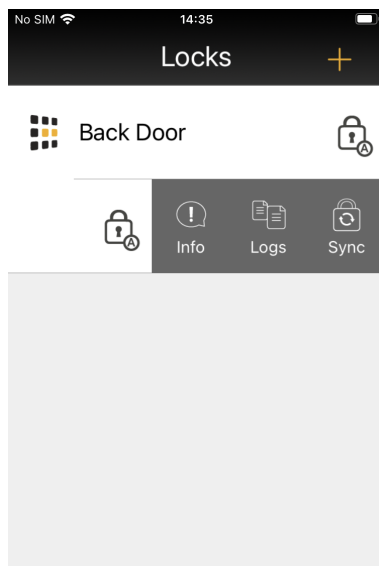 No SIM 14:35
Locks
Back Door
A
A
Info Logs Sync